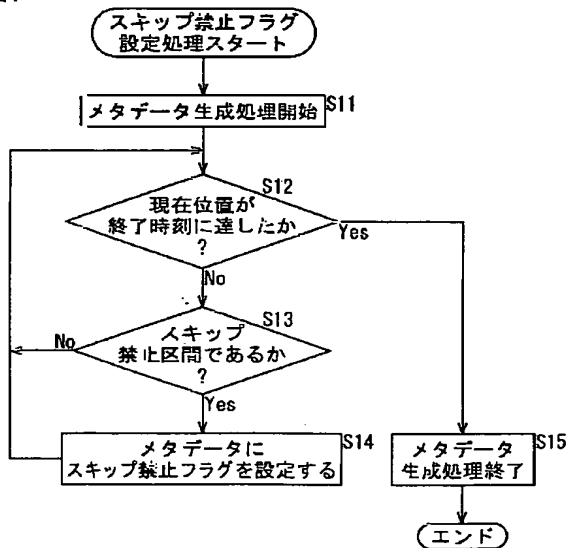 スキップ禁止フラグ
設定処理スタート
メタデータ生成処理開始
S11
S12
現在位置が
終了時刻に達したか
?
Yes
No
S13
スキップ
禁止区間であるか
?
No
Yes
メタデータに
スキップ禁止フラグを設定する
S14
メタデータ
生成処理終了
S15
エンド